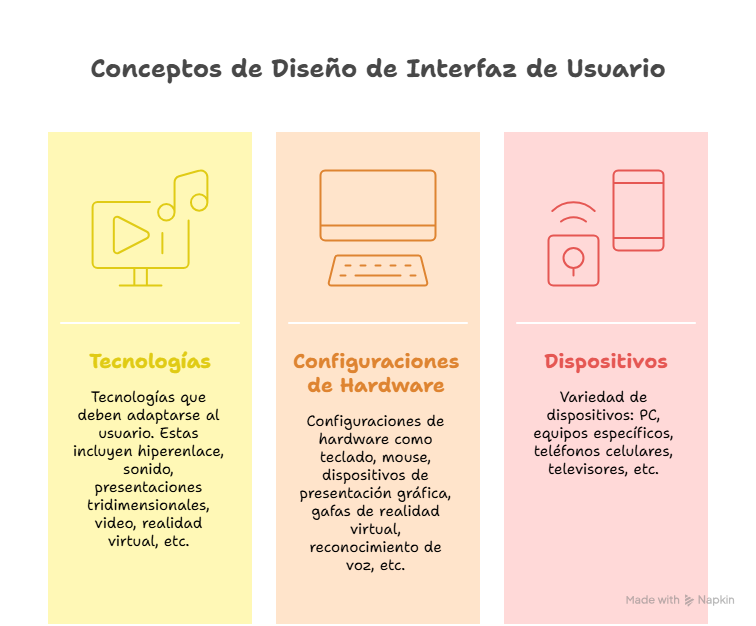 Conceptos de Diseño de Interfaz de Usuario
Tecnologías
Tecnologías que
deben adaptarse al
usuario. Estas
incluyen hiperenlace,
sonido,
presentaciones
tridimensionales,
video, realidad
virtual, etc.
Configuraciones
de Hardware
Configuraciones de
hardware como
teclado, mouse,
dispositivos de
presentación gráfica,
gafas de realidad
virtual,
reconocimiento de
voz, etc.
Dispositivos
Variedad de
dispositivos: PC,
equipos específicos,
teléfonos celulares,
televisores, etc.
Made with Napkin